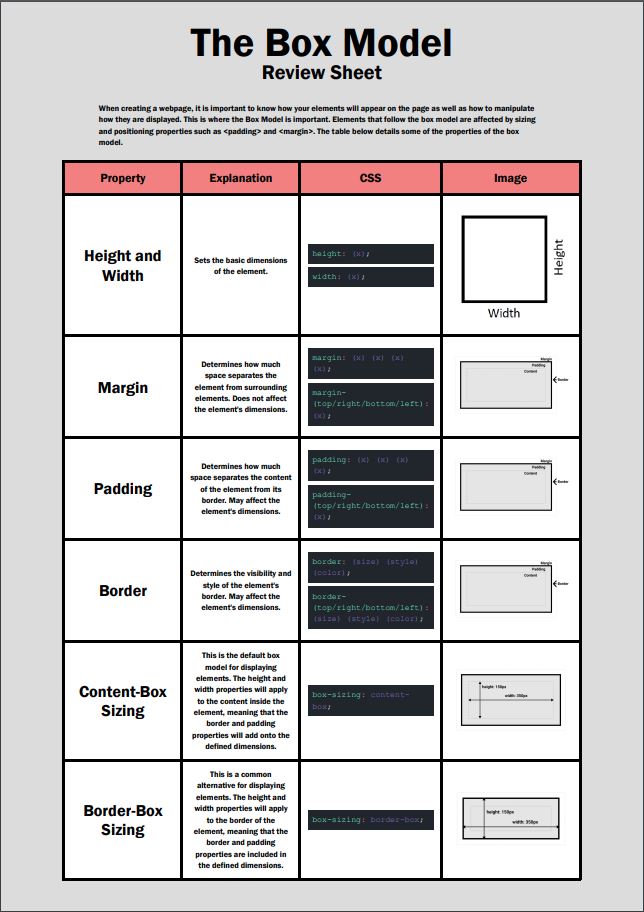 The Box Model
Review Sheet
When creating a webpage, it is important to know how your elements will appear on the page as well as how to manipulate
how they are displayed. This is where the Box Model is important. Elements that follow the box model are affected by sizing
and positioning properties such as <padding> and <margin>. The table below details some of the properties of the box
model.
Property
Explanation
CSS
Image
Height and
Width
Sets the basic dimensions
of the element.
height: (x);
width: (x);
Height
Width
Margin
Determines how much
space separates the
element from surrounding
elements. Does not affect
the element's dimensions.
margin: (x) (x) (x)
(x);
margin-
(top/right/bottom/left):
(x);
Margin
Padding
Content
Border
Padding
Determines how much
space separates the content
of the element from its
border. May affect the
element's dimensions.
padding: (x) (x) (x)
(x);
padding-
(top/right/bottom/left):
(x);
Margin
Padding
Content
Border
Border
Determines the visibility and
style of the element's
border. May affect the
element's dimensions.
border: (size) (style)
(color);
border-
(top/right/bottom/left):
(size) (style) (color);
Margin
Padding
Content
Border
Content-Box
Sizing
This is the default box
model for displaying
elements. The height and
width properties will apply
to the content inside the
element, meaning that the
border and padding
properties will add onto the
defined dimensions.
box-sizing: content-
box;
height: 150px
width: 350px
Border-Box
Sizing
This is a common
alternative for displaying
elements. The height and
width properties will apply
to the border of the
element, meaning that the
border and padding
properties are included in
the defined dimensions.
box-sizing: border-box;
height: 150px
width: 350px